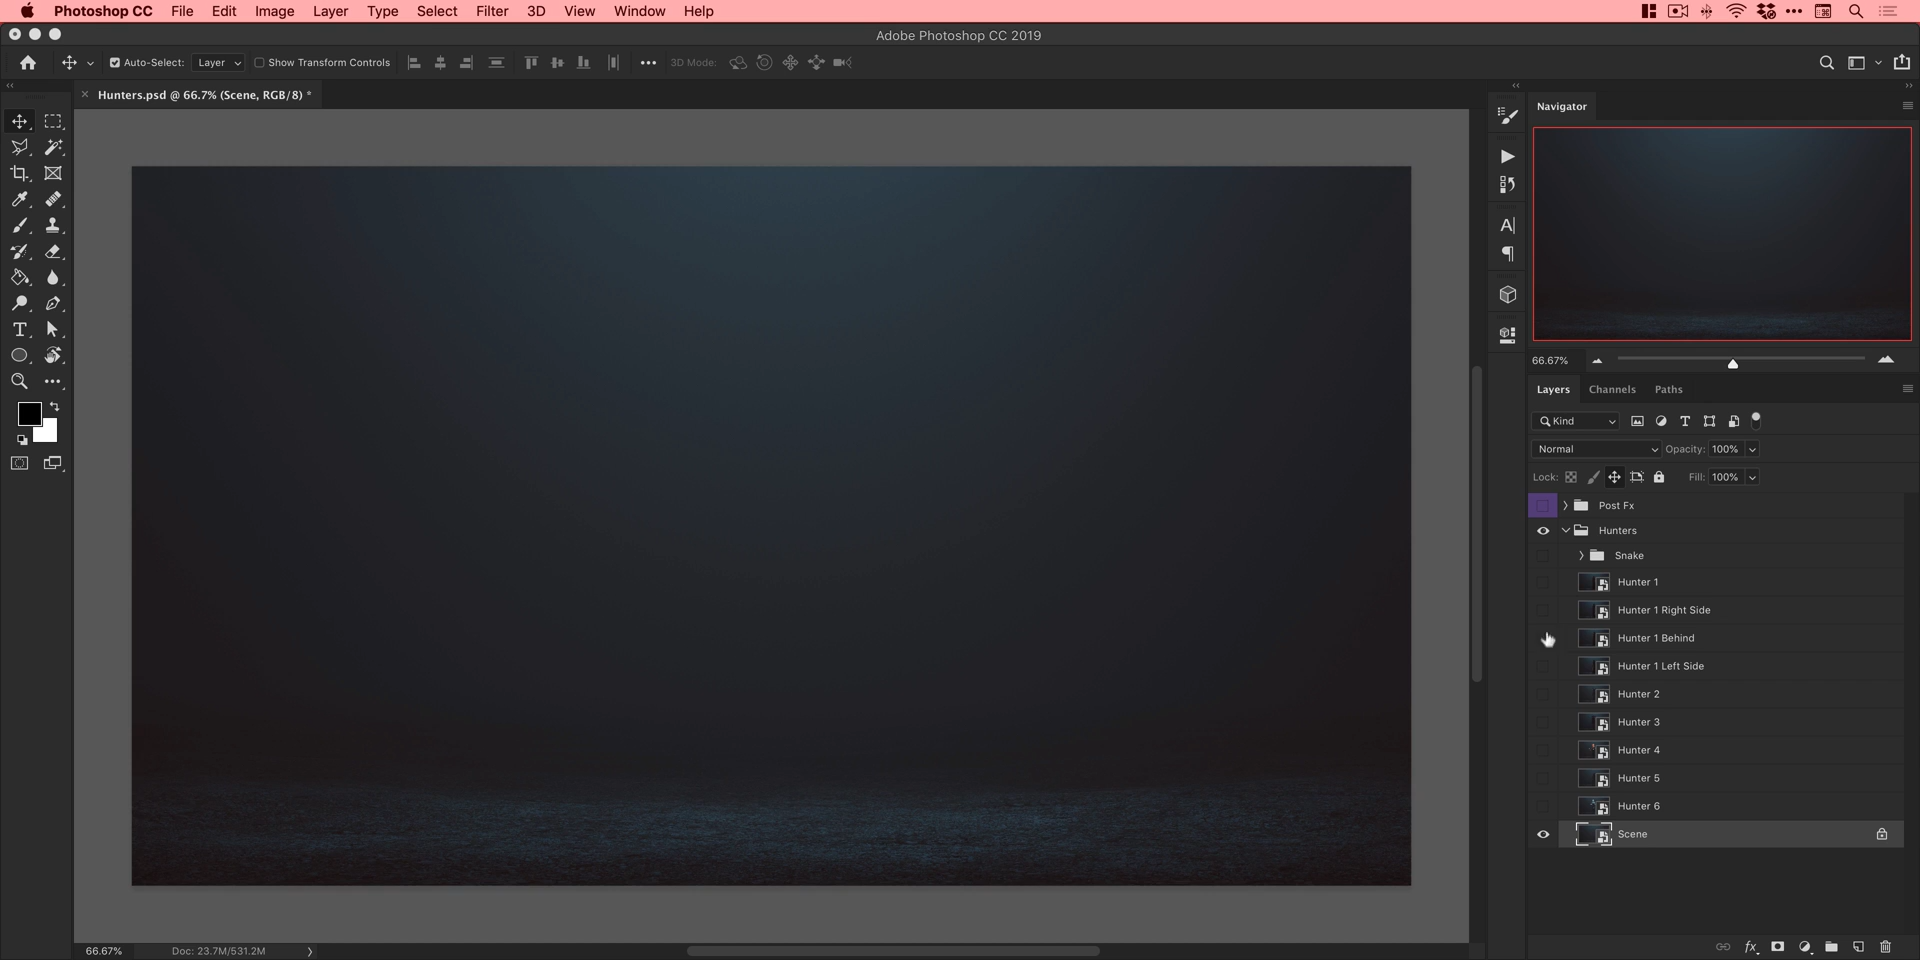 Photoshop CC File Edit Image Layer Type Select Filter 3D View Window Help
Adobe Photoshop CC 2019
Auto-Select: Layer Show Transform Controls 3D Mode:
Hunters.psd @ 66.7% (Scene, RGB/8) *
Navigator
66.67%
Layers Channels Paths
Kind
Normal Opacity: 100%
Lock: Fill: 100%
Post Fx
Hunters
Snake
Hunter 1
Hunter 1 Right Side
Hunter 1 Behind
Hunter 1 Left Side
Hunter 2
Hunter 3
Hunter 4
Hunter 5
Hunter 6
Scene
66.67% Doc: 23.7M/531.2M
fx